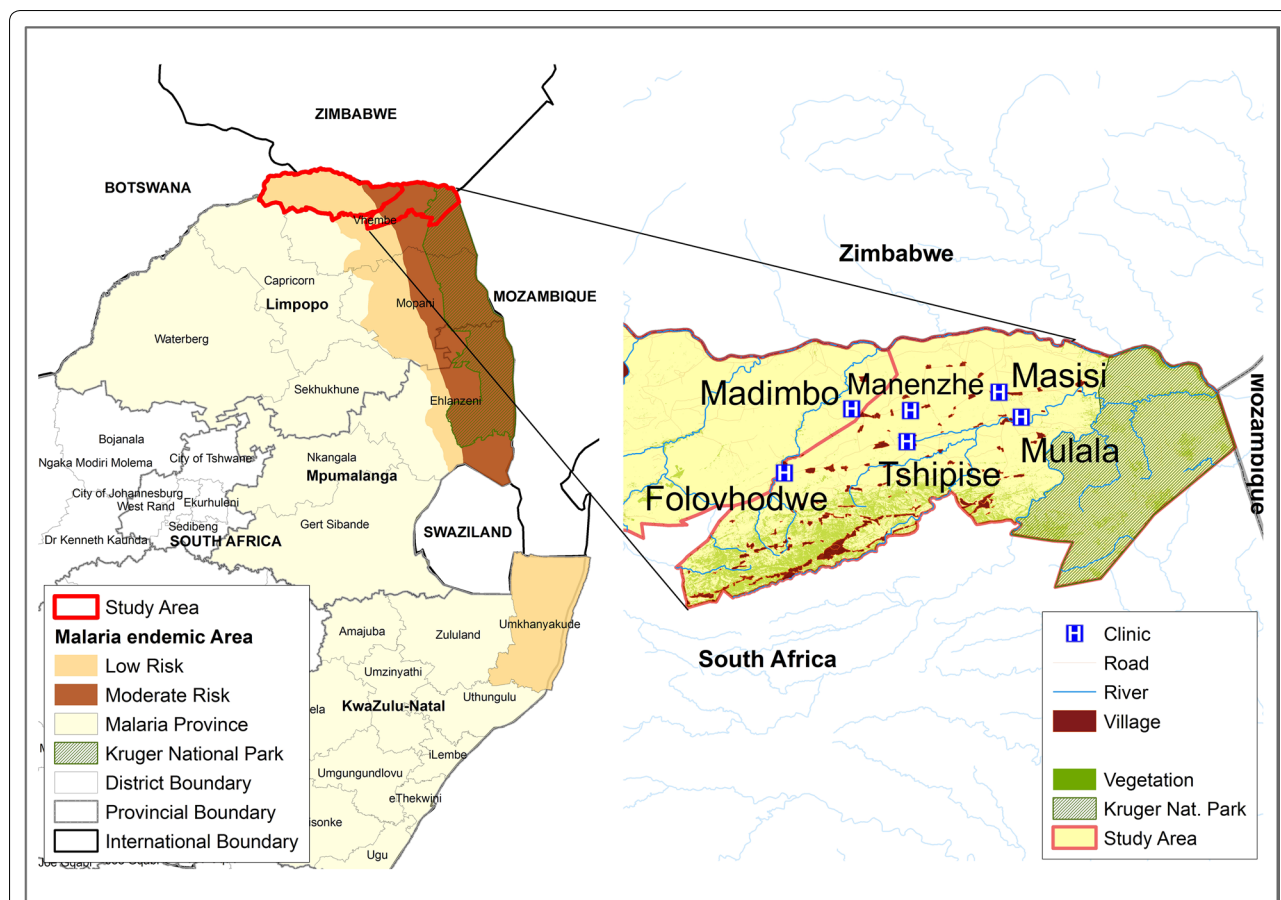 ZIMBABWE
BOTSWANA
Vhembe
Capricorn
Limpopo
Mopani
MOZAMBIQUE
Waterberg
Sekhukhune
Ehlanzeni
Bojanala
Ngaka Modiri Molema
City of Tshwane
Nkangala
Mpumalanga
City of Johannesburg
West Rand
Ekurhuleni
Sedibeng
Gert Sibande
Dr Kenneth Kaunda
SOUTH AFRICA
SWAZILAND
Umkhanyakude
Amajuba
Zululand
Umzinyathi
Uthungulu
ela
KwaZulu-Natal
iLembe
Umgungundlovu
eThekwini
isonke
Ugu
Study Area
Malaria endemic Area
Low Risk
Moderate Risk
Malaria Province
Kruger National Park
District Boundary
Provincial Boundary
International Boundary
Zimbabwe
Madimbo
Manenzhe
Masisi
Mulala
Tshipise
Folovhodwe
Mozambique
South Africa
H Clinic
Road
River
Village
Vegetation
Kruger Nat. Park
Study Area